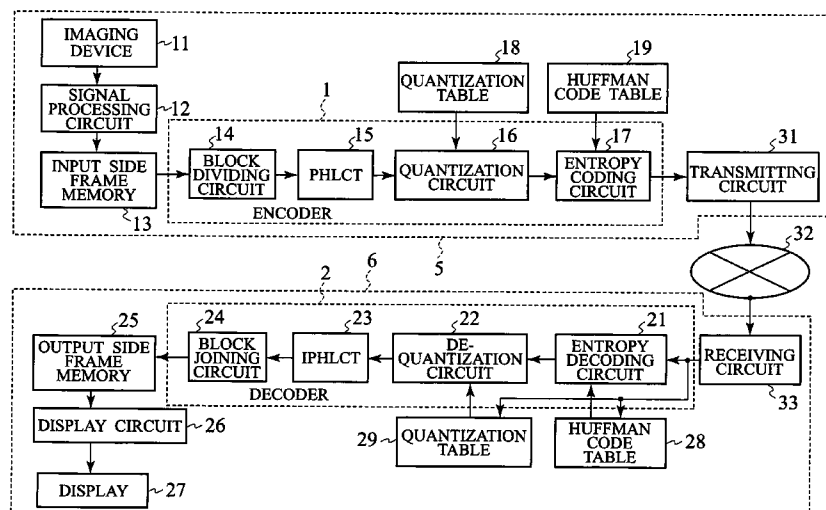 IMAGING
DEVICE
11
SIGNAL
PROCESSING
CIRCUIT
12
INPUT SIDE
FRAME
MEMORY
13
1
14
BLOCK
DIVIDING
CIRCUIT
15
PHLCT
18
QUANTIZATION
TABLE
16
QUANTIZATION
CIRCUIT
19
HUFFMAN
CODE TABLE
17
ENTROPY
CODING
CIRCUIT
ENCODER
31
TRANSMITTING
CIRCUIT
5
32
6
2
25
OUTPUT SIDE
FRAME
MEMORY
24
BLOCK
JOINING
CIRCUIT
23
IPHLCT
22
DE-
QUANTIZATION
CIRCUIT
21
ENTROPY
DECODING
CIRCUIT
DECODER
RECEIVING
CIRCUIT
33
DISPLAY CIRCUIT
26
29
QUANTIZATION
TABLE
HUFFMAN
CODE
TABLE
28
DISPLAY
27